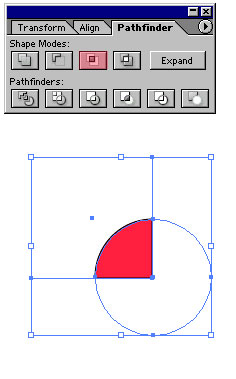 Transform Align Pathfinder
Shape Modes:
Expand
Pathfinders: